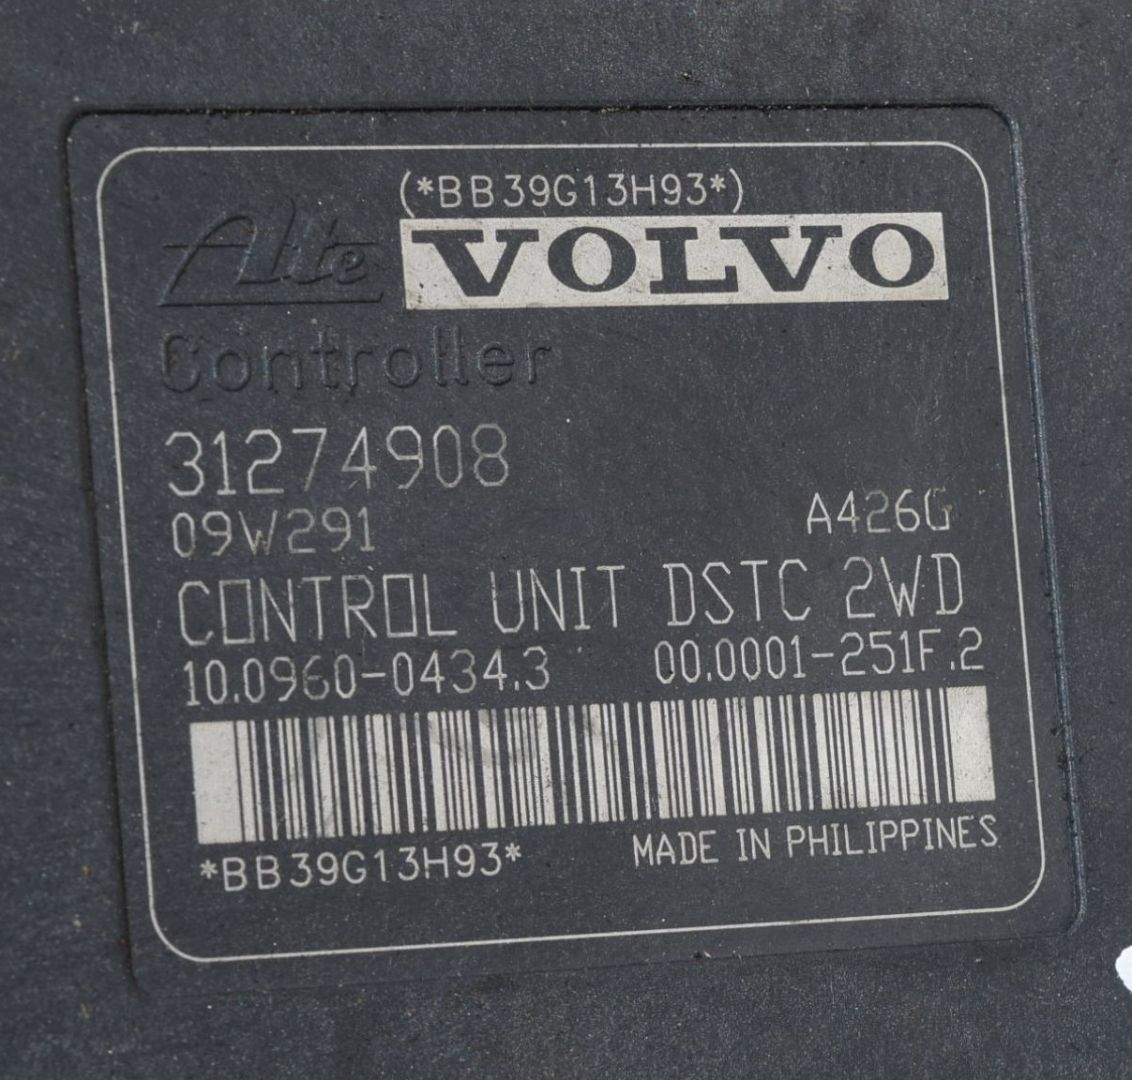 (*BB39G13H93*)
Ate VOLVO
Controller
31274908
09W291 A426G
CONTROL UNIT DSTC 2WD
10.0960-0434.3 00.0001-251F.2
*BB39G13H93* MADE IN PHILIPPINES